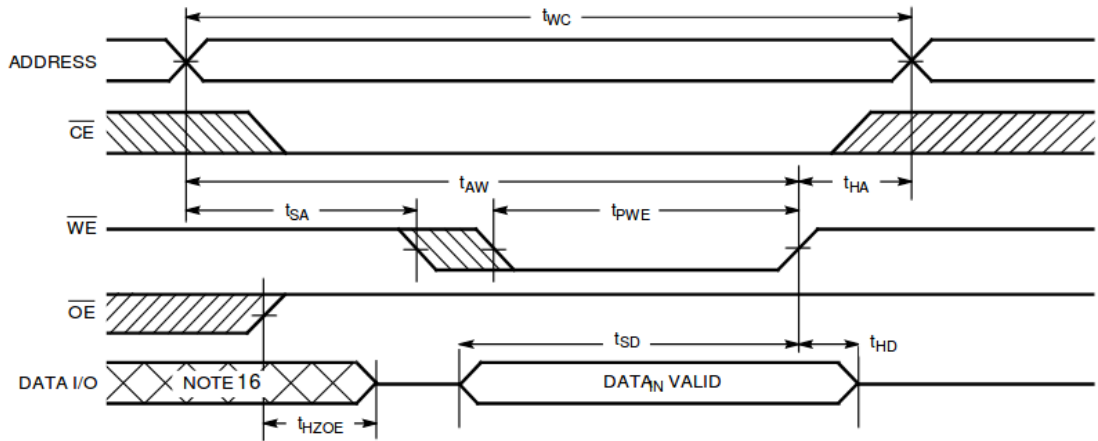 tWC
ADDRESS
CE
tAW
tHA
tSA
tPWE
WE
OE
tSD
tHD
DATA I/O
NOTE 16
DATAIN VALID
tHZOE